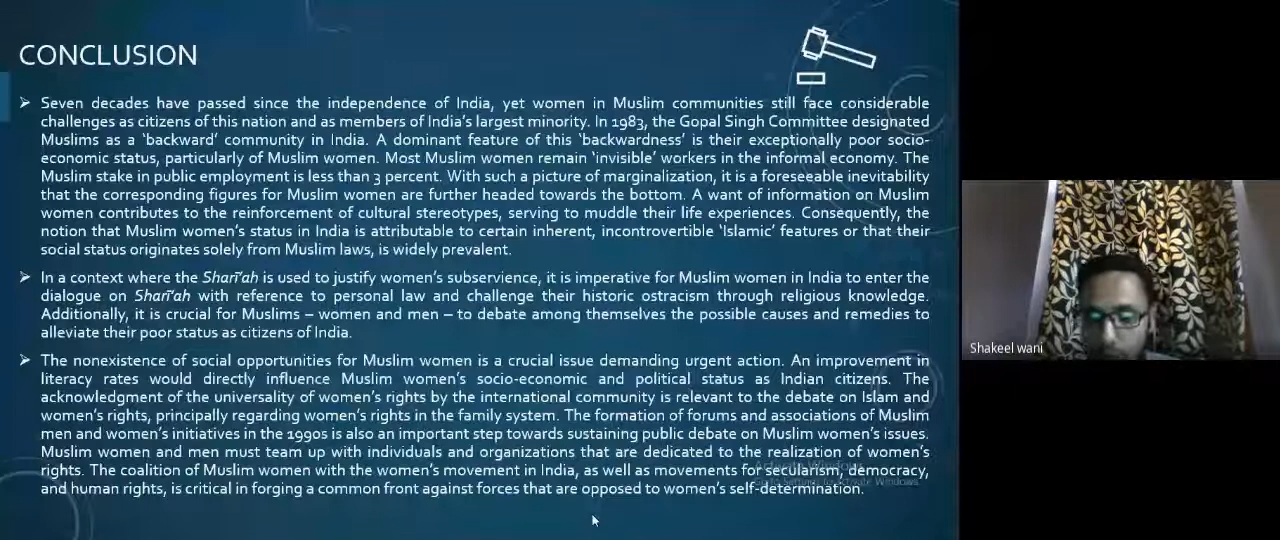 CONCLUSION
➢ Seven decades have passed since the independence of India, yet women in Muslim communities still face considerable
challenges as citizens of this nation and as members of India's largest minority. In 1983, the Gopal Singh Committee designated
Muslims as a 'backward' community in India. A dominant feature of this 'backwardness' is their exceptionally poor socio-
economic status, particularly of Muslim women. Most Muslim women remain 'invisible' workers in the informal economy. The
Muslim stake in public employment is less than 3 percent. With such a picture of marginalization, it is a foreseeable inevitability
that the corresponding figures for Muslim women are further headed towards the bottom. A want of information on Muslim
women contributes to the reinforcement of cultural stereotypes, serving to muddle their life experiences. Consequently, the
notion that Muslim women's status in India is attributable to certain inherent, incontrovertible 'Islamic' features or that their
social status originates solely from Muslim laws, is widely prevalent.
➢ In a context where the Sharī'ah is used to justify women's subservience, it is imperative for Muslim women in India to enter the
dialogue on Sharī'ah with reference to personal law and challenge their historic ostracism through religious knowledge.
Additionally, it is crucial for Muslims – women and men – to debate among themselves the possible causes and remedies to
alleviate their poor status as citizens of India.
➢ The nonexistence of social opportunities for Muslim women is a crucial issue demanding urgent action. An improvement in
literacy rates would directly influence Muslim women's socio-economic and political status as Indian citizens. The
acknowledgment of the universality of women's rights by the international community is relevant to the debate on Islam and
women's rights, principally regarding women's rights in the family system. The formation of forums and associations of Muslim
men and women's initiatives in the 1990s is also an important step towards sustaining public debate on Muslim women's issues.
Muslim women and men must team up with individuals and organizations that are dedicated to the realization of women's
rights. The coalition of Muslim women with the women's movement in India, as well as movements for secularism, democracy,
and human rights, is critical in forging a common front against forces that are opposed to women's self-determination.
Activate Windows
Go to Settings to activate Windows.
Shakeel wani